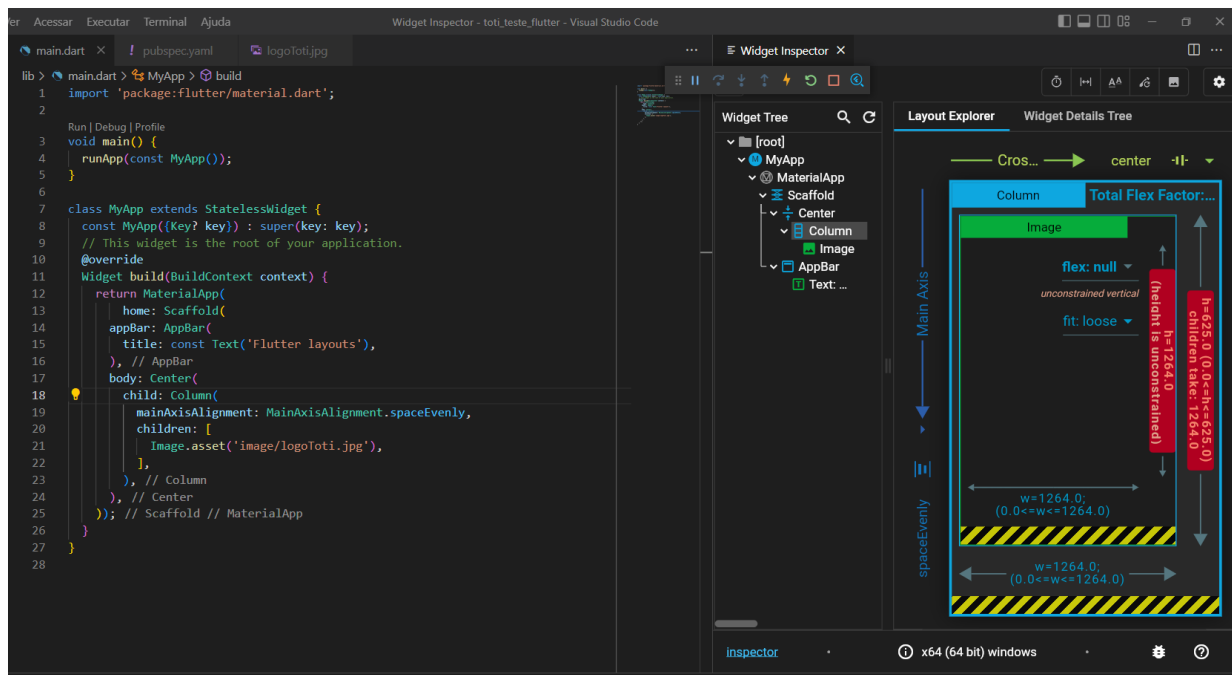 Ver Acessar Executar Terminal Ajuda Widget Inspector - toti_teste_flutter - Visual Studio Code
main.dart ! pubspec.yaml logoToti.jpg
Widget Inspector
lib > main.dart > MyApp > build
1 import 'package:flutter/material.dart';
2
Run | Debug | Profile
3 void main() {
4 runApp(const MyApp());
5 }
6
7 class MyApp extends StatelessWidget {
8 const MyApp({Key? key}) : super(key: key);
9 // This widget is the root of your application.
10 @override
11 Widget build(BuildContext context) {
12 return MaterialApp(
13 home: Scaffold(
14 appBar: AppBar(
15 title: const Text('Flutter layouts'),
16 ), // AppBar
17 body: Center(
18 child: Column(
19 mainAxisAlignment: MainAxisAlignment.spaceEvenly,
20 children: [
21 Image.asset('image/logoToti.jpg'),
22 ],
23 ), // Column
24 ), // Center
25 )); // Scaffold // MaterialApp
26 }
27 }
28
Widget Tree
[root]
MyApp
MaterialApp
Scaffold
Center
Column
Image
AppBar
Text: ...
Layout Explorer Widget Details Tree
Cros... center
Main Axis
spaceEvenly
Column Total Flex Factor:...
Image
flex: null
unconstrained vertical
fit: loose
h=1264.0
(height is unconstrained)
h=625.0 (0.0<=h<=625.0)
children take: 1264.0
w=1264.0;
(0.0<=w<=1264.0)
w=1264.0;
(0.0<=w<=1264.0)
inspector x64 (64 bit) windows